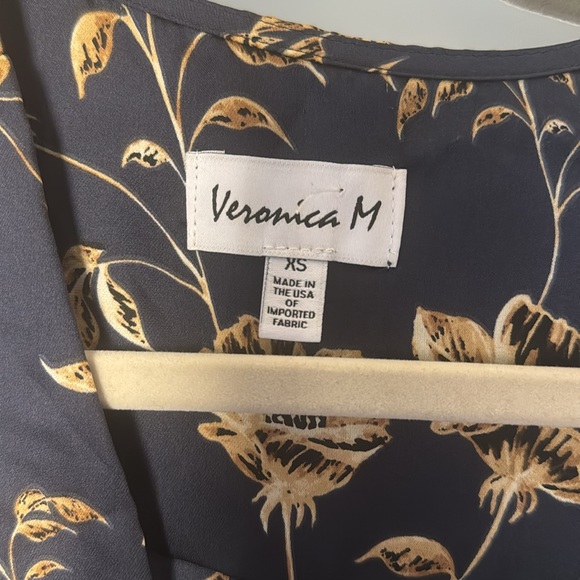 Veronica M
XS
MADE IN
THE USA
OF
IMPORTED
FABRIC